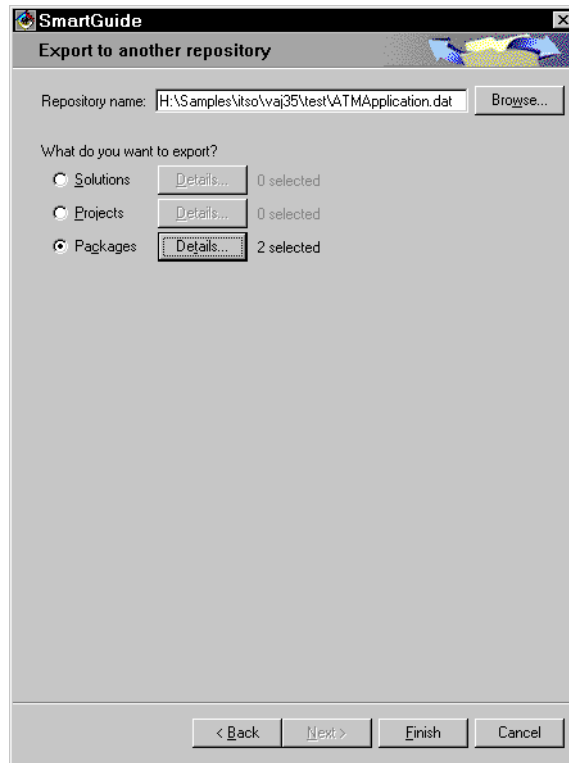 SmartGuide
Export to another repository
Repository name: H:\Samples\itso\vaj35\test\ATMApplication.dat Browse...
What do you want to export?
Solutions Details... 0 selected
Projects Details... 0 selected
Packages Details... 2 selected
< Back Next > Finish Cancel